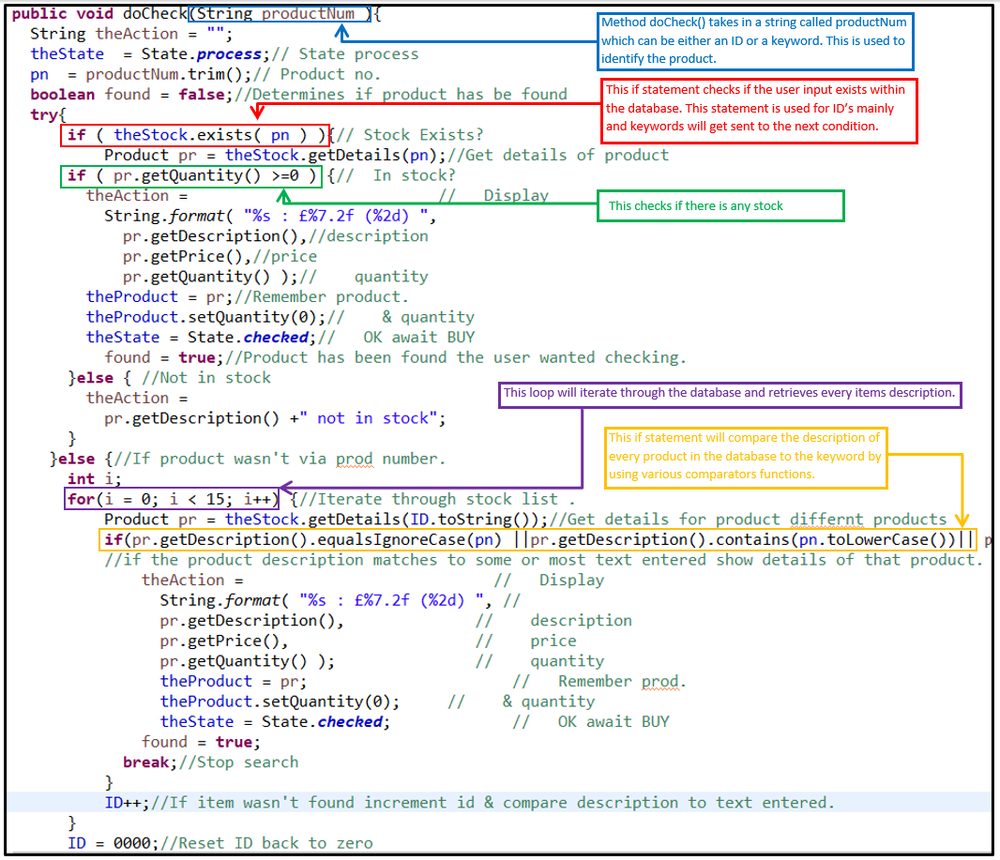 public void doCheck(String productNum ){
String theAction = "";
theState  = State.process;// State process
pn  = productNum.trim();// Product no.
boolean found = false;//Determines if product has be found
try{
if ( theStock.exists( pn ) ){// Stock Exists?
Product pr = theStock.getDetails(pn);//Get details of product
if ( pr.getQuantity() >=0 ) {//  In stock?
theAction =                           //   Display
String.format( "%s : £%7.2f (%2d) ",
pr.getDescription(),//description
pr.getPrice(),//price
pr.getQuantity() );//    quantity
theProduct = pr;//Remember product.
theProduct.setQuantity(0);//    & quantity
theState = State.checked;//   OK await BUY
found = true;//Product has been found the user wanted checking.
}else { //Not in stock
theAction =
pr.getDescription() +" not in stock";
}
}else {//If product wasn't via prod number.
int i;
for(i = 0; i < 15; i++) {//Iterate through stock list .
Product pr = theStock.getDetails(ID.toString());//Get details for product differnt products
if(pr.getDescription().equalsIgnoreCase(pn) ||pr.getDescription().contains(pn.toLowerCase())|| p
//if the product description matches to some or most text entered show details of that product.
theAction =                           //   Display
String.format( "%s : £%7.2f (%2d) ", //
pr.getDescription(),              //    description
pr.getPrice(),                    //    price
pr.getQuantity() );               //    quantity
theProduct = pr;                      //   Remember prod.
theProduct.setQuantity(0);     //    & quantity
theState = State.checked;             //   OK await BUY
found = true;
break;//Stop search
}
ID++;//If item wasn't found increment id & compare description to text entered.
}
ID = 0000;//Reset ID back to zero
Method doCheck() takes in a string called productNum
which can be either an ID or a keyword. This is used to
identify the product.
This if statement checks if the user input exists within
the database. This statement is used for ID's mainly
and keywords will get sent to the next condition.
This checks if there is any stock
This loop will iterate through the database and retrieves every items description.
This if statement will compare the description of
every product in the database to the keyword by
using various comparators functions.